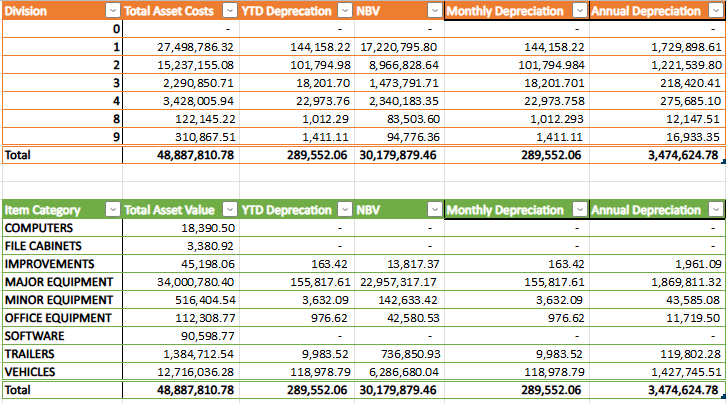 Division Total Asset Costs YTD Deprecation NBV Monthly Depreciation Annual Depreciation
0 - - - - -
1 27,498,786.32 144,158.22 17,220,795.80 144,158.22 1,729,898.61
2 15,237,155.08 101,794.98 8,966,828.64 101,794.984 1,221,539.80
3 2,290,850.71 18,201.70 1,473,791.71 18,201.701 218,420.41
4 3,428,005.94 22,973.76 2,340,183.35 22,973.758 275,685.10
8 122,145.22 1,012.29 83,503.60 1,012.293 12,147.51
9 310,867.51 1,411.11 94,776.36 1,411.11 16,933.35
Total 48,887,810.78 289,552.06 30,179,879.46 289,552.06 3,474,624.78
Item Category Total Asset Value YTD Deprecation NBV Monthly Depreciation Annual Depreciation
COMPUTERS 18,390.50 - - - -
FILE CABINETS 3,380.92 - - - -
IMPROVEMENTS 45,198.06 163.42 13,817.37 163.42 1,961.09
MAJOR EQUIPMENT 34,000,780.40 155,817.61 22,957,317.17 155,817.61 1,869,811.32
MINOR EQUIPMENT 516,404.54 3,632.09 142,633.42 3,632.09 43,585.08
OFFICE EQUIPMENT 112,308.77 976.62 42,580.53 976.62 11,719.50
SOFTWARE 90,598.77 - - - -
TRAILERS 1,384,712.54 9,983.52 736,850.93 9,983.52 119,802.28
VEHICLES 12,716,036.28 118,978.79 6,286,680.04 118,978.79 1,427,745.51
Total 48,887,810.78 289,552.06 30,179,879.46 289,552.06 3,474,624.78